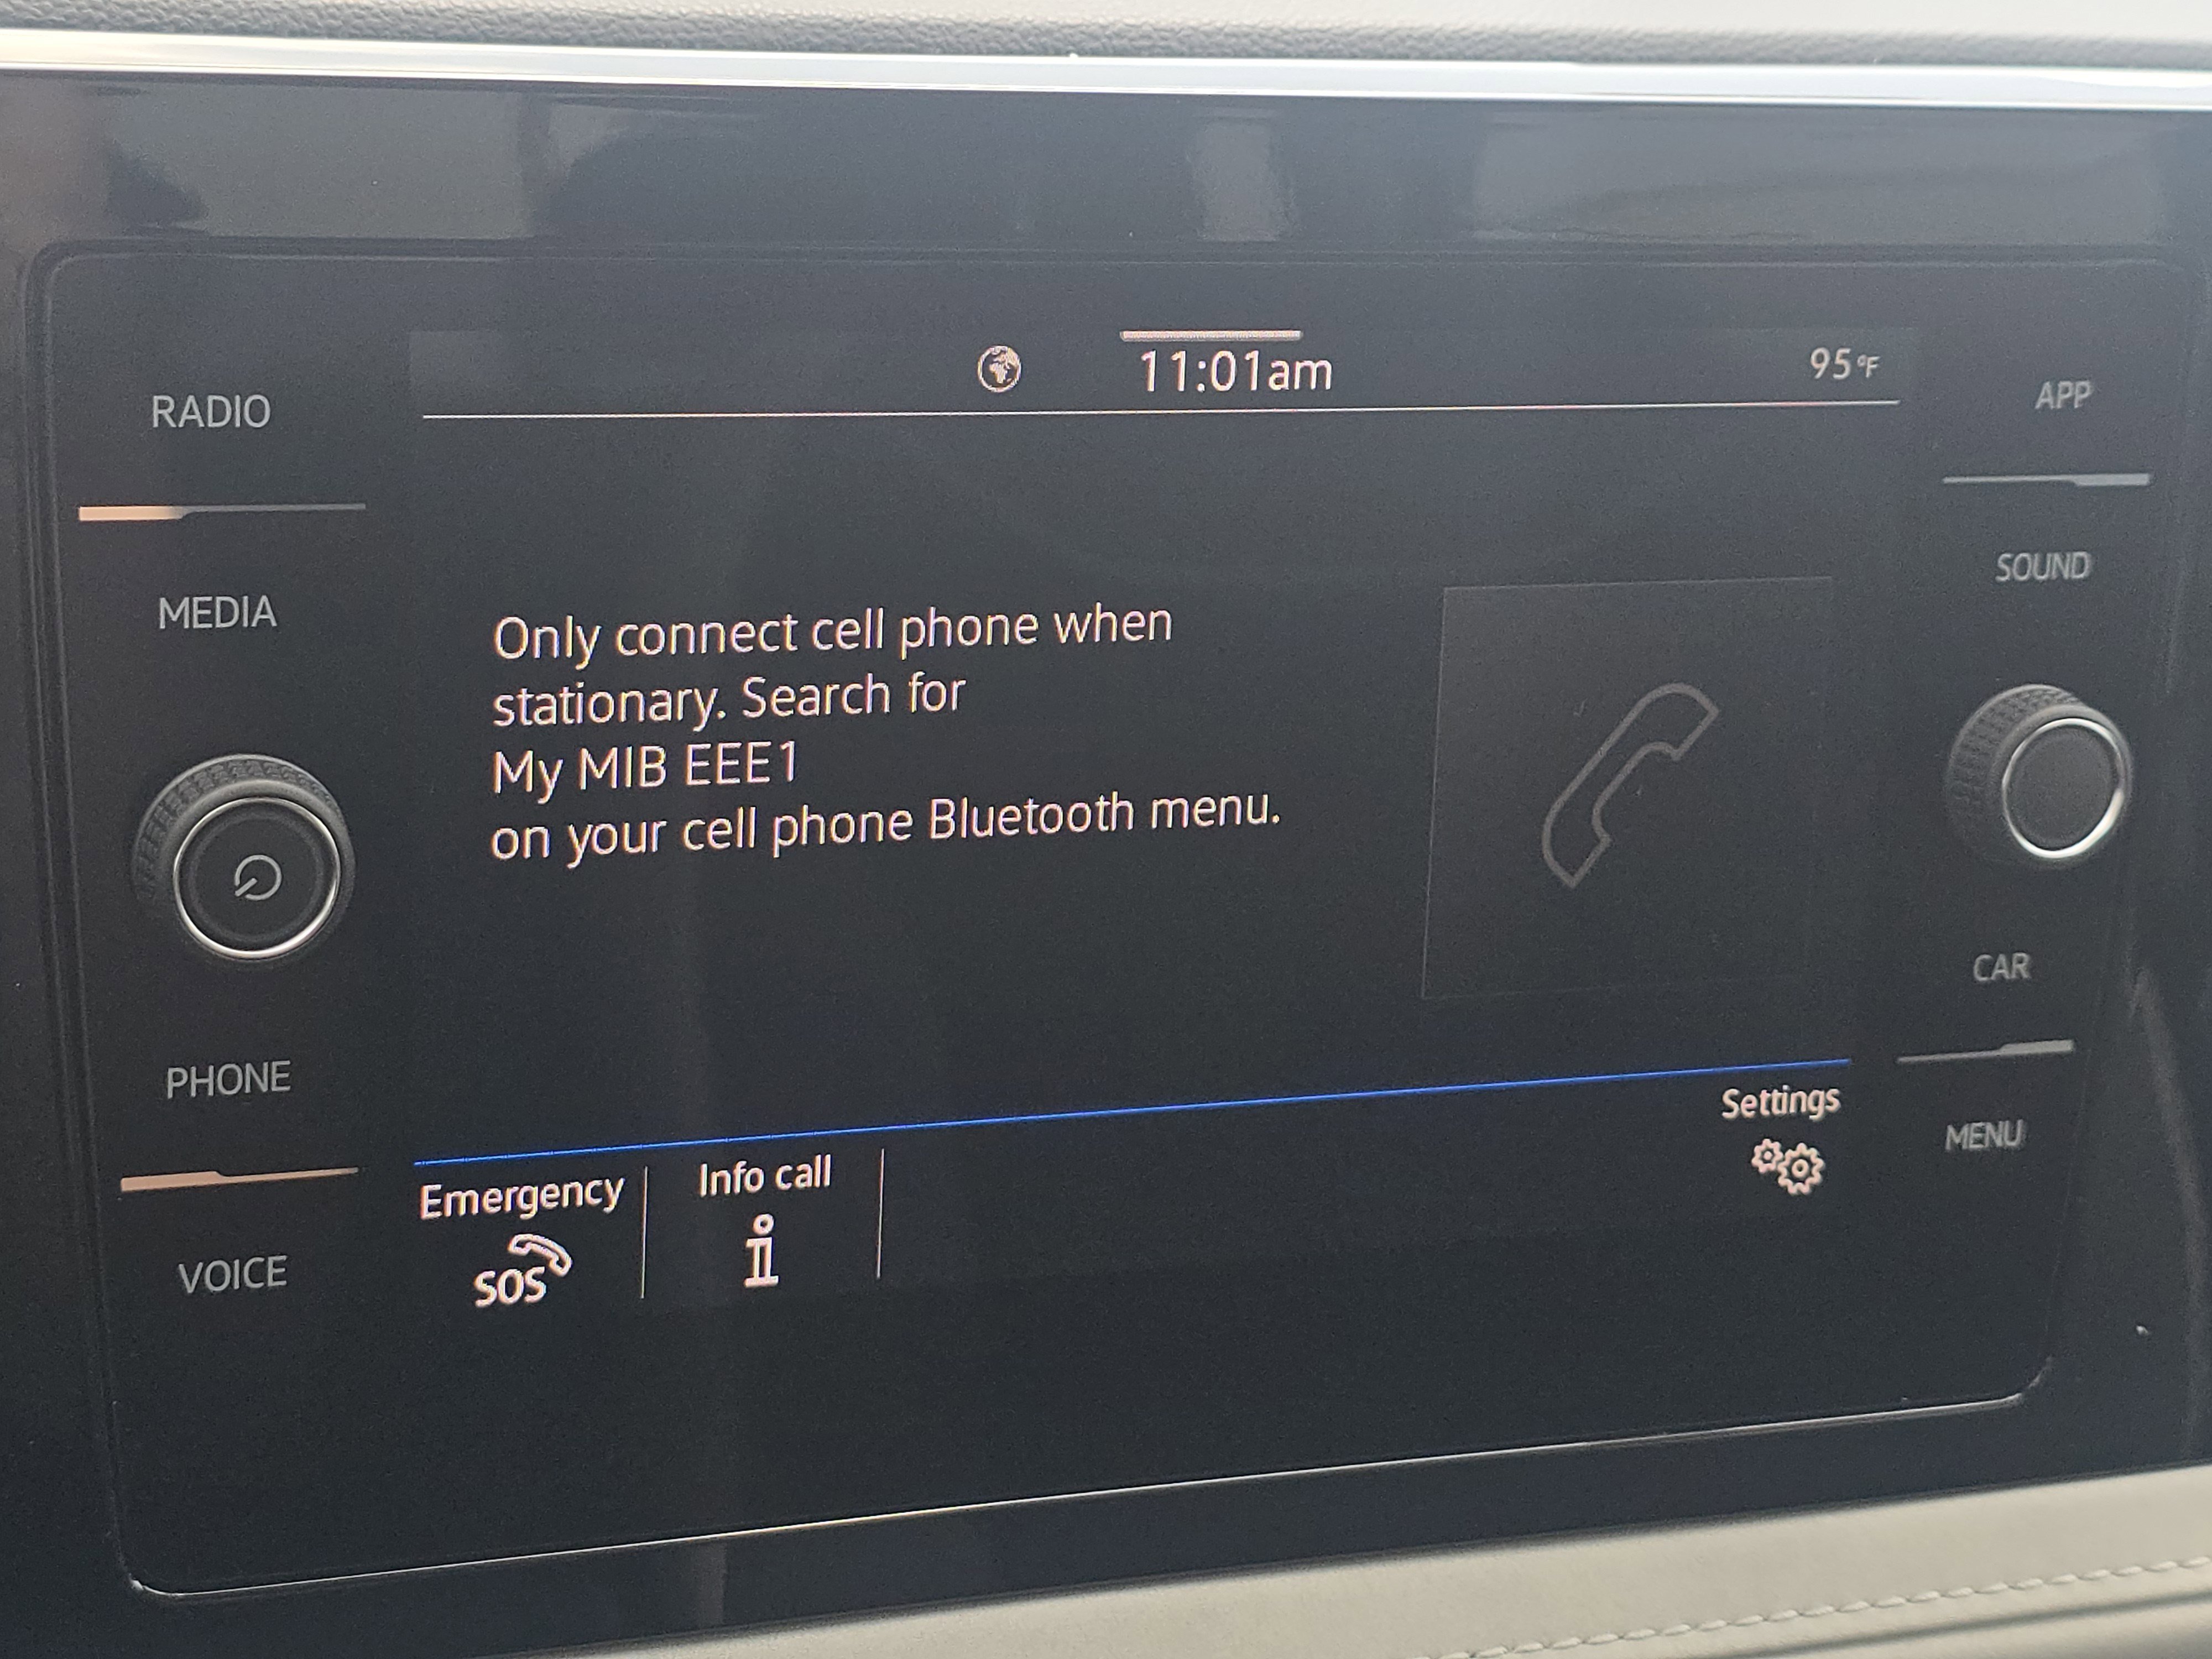 11:01am
95°F
RADIO
MEDIA
PHONE
VOICE
Only connect cell phone when
stationary. Search for
My MIB EEE1
on your cell phone Bluetooth menu.
APP
SOUND
CAR
MENU
Emergency
SOS
Info call
i
Settings